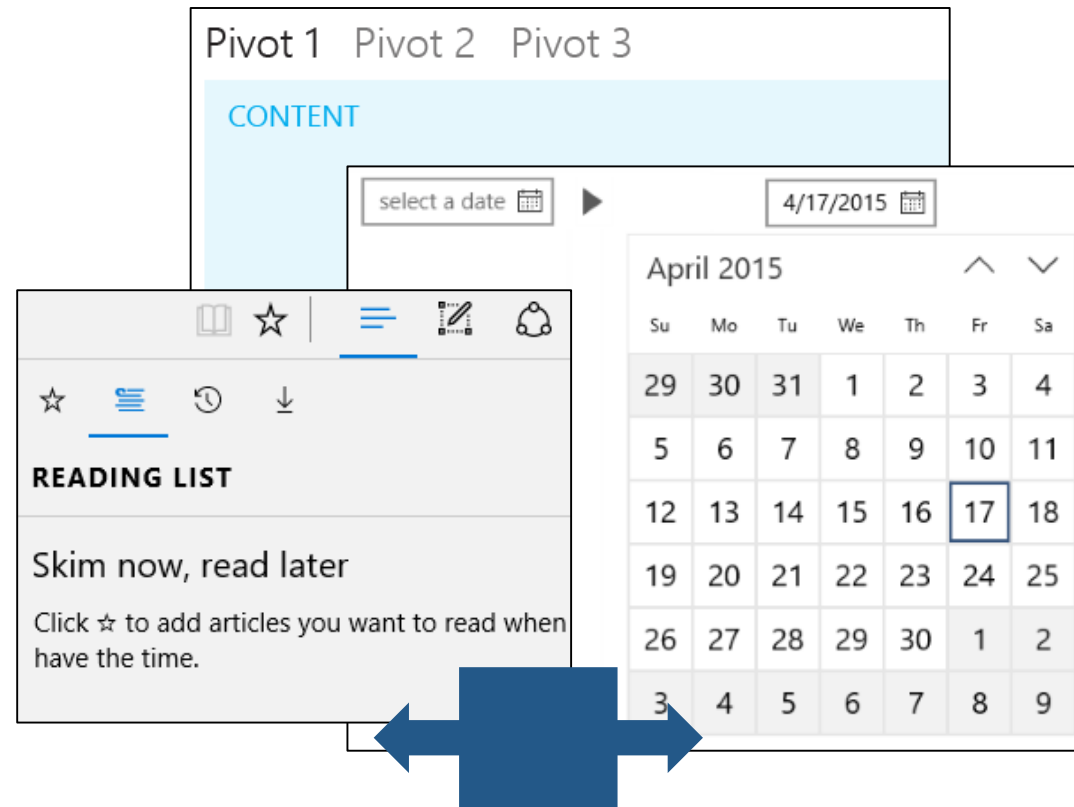 Pivot 1 Pivot 2 Pivot 3
CONTENT
select a date
4/17/2015
April 2015
Su Mo Tu We Th Fr Sa
29 30 31 1 2 3 4
5 6 7 8 9 10 11
12 13 14 15 16 17 18
19 20 21 22 23 24 25
26 27 28 29 30 1 2
3 4 5 6 7 8 9
READING LIST
Skim now, read later
Click ☆ to add articles you want to read when
have the time.